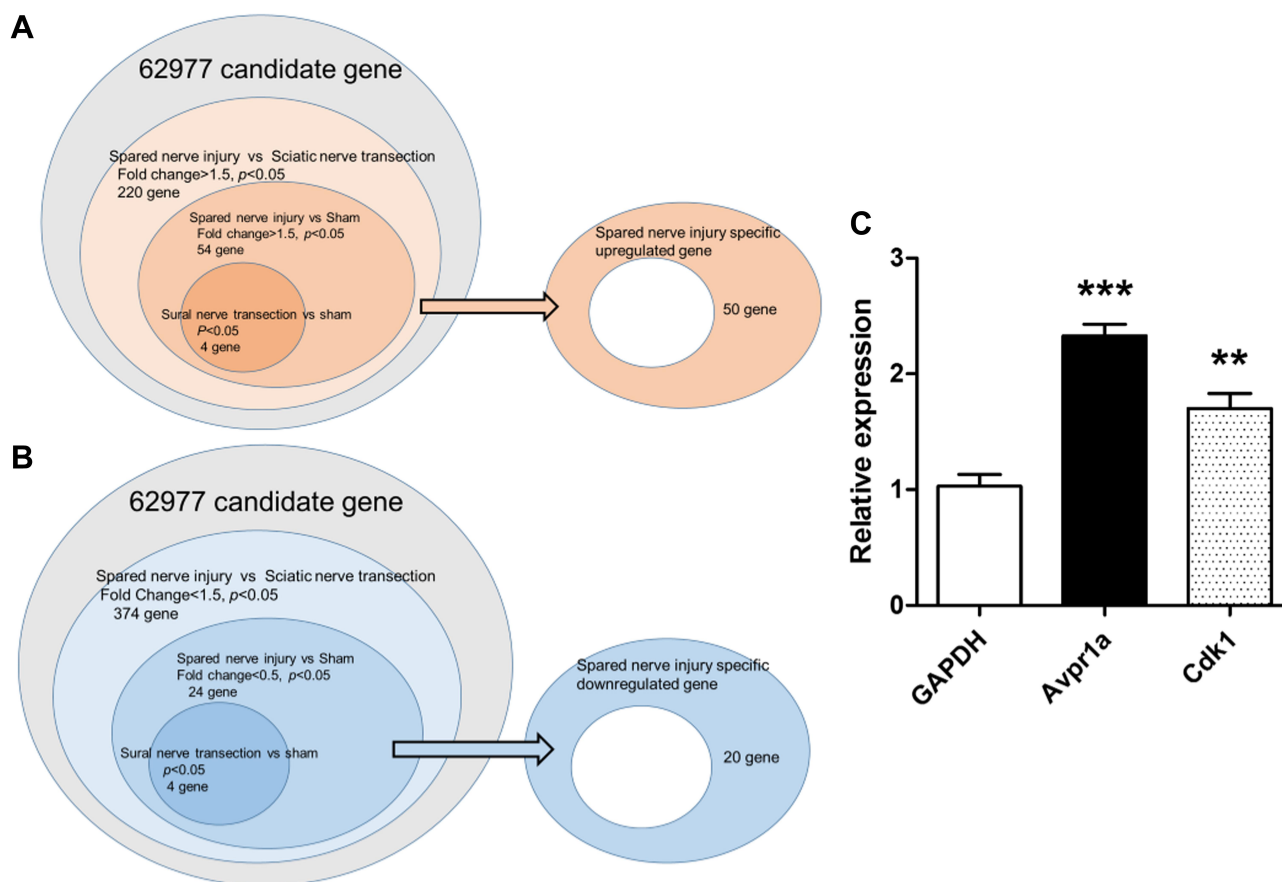 A
62977 candidate gene
Spared nerve injury vs Sciatic nerve transection
Fold change>1.5, p<0.05
220 gene
Spared nerve injury vs Sham
Fold change>1.5, p<0.05
54 gene
Sural nerve transection vs sham
P<0.05
4 gene
Spared nerve injury specific
upregulated gene
50 gene
B
62977 candidate gene
Spared nerve injury vs Sciatic nerve transection
Fold Change<1.5, p<0.05
374 gene
Spared nerve injury vs Sham
Fold change<0.5, p<0.05
24 gene
Sural nerve transection vs sham
p<0.05
4 gene
Spared nerve injury specific
downregulated gene
20 gene
C
Relative expression
3
2
1
0
***
**
GAPDH
Avpr1a
Cdk1